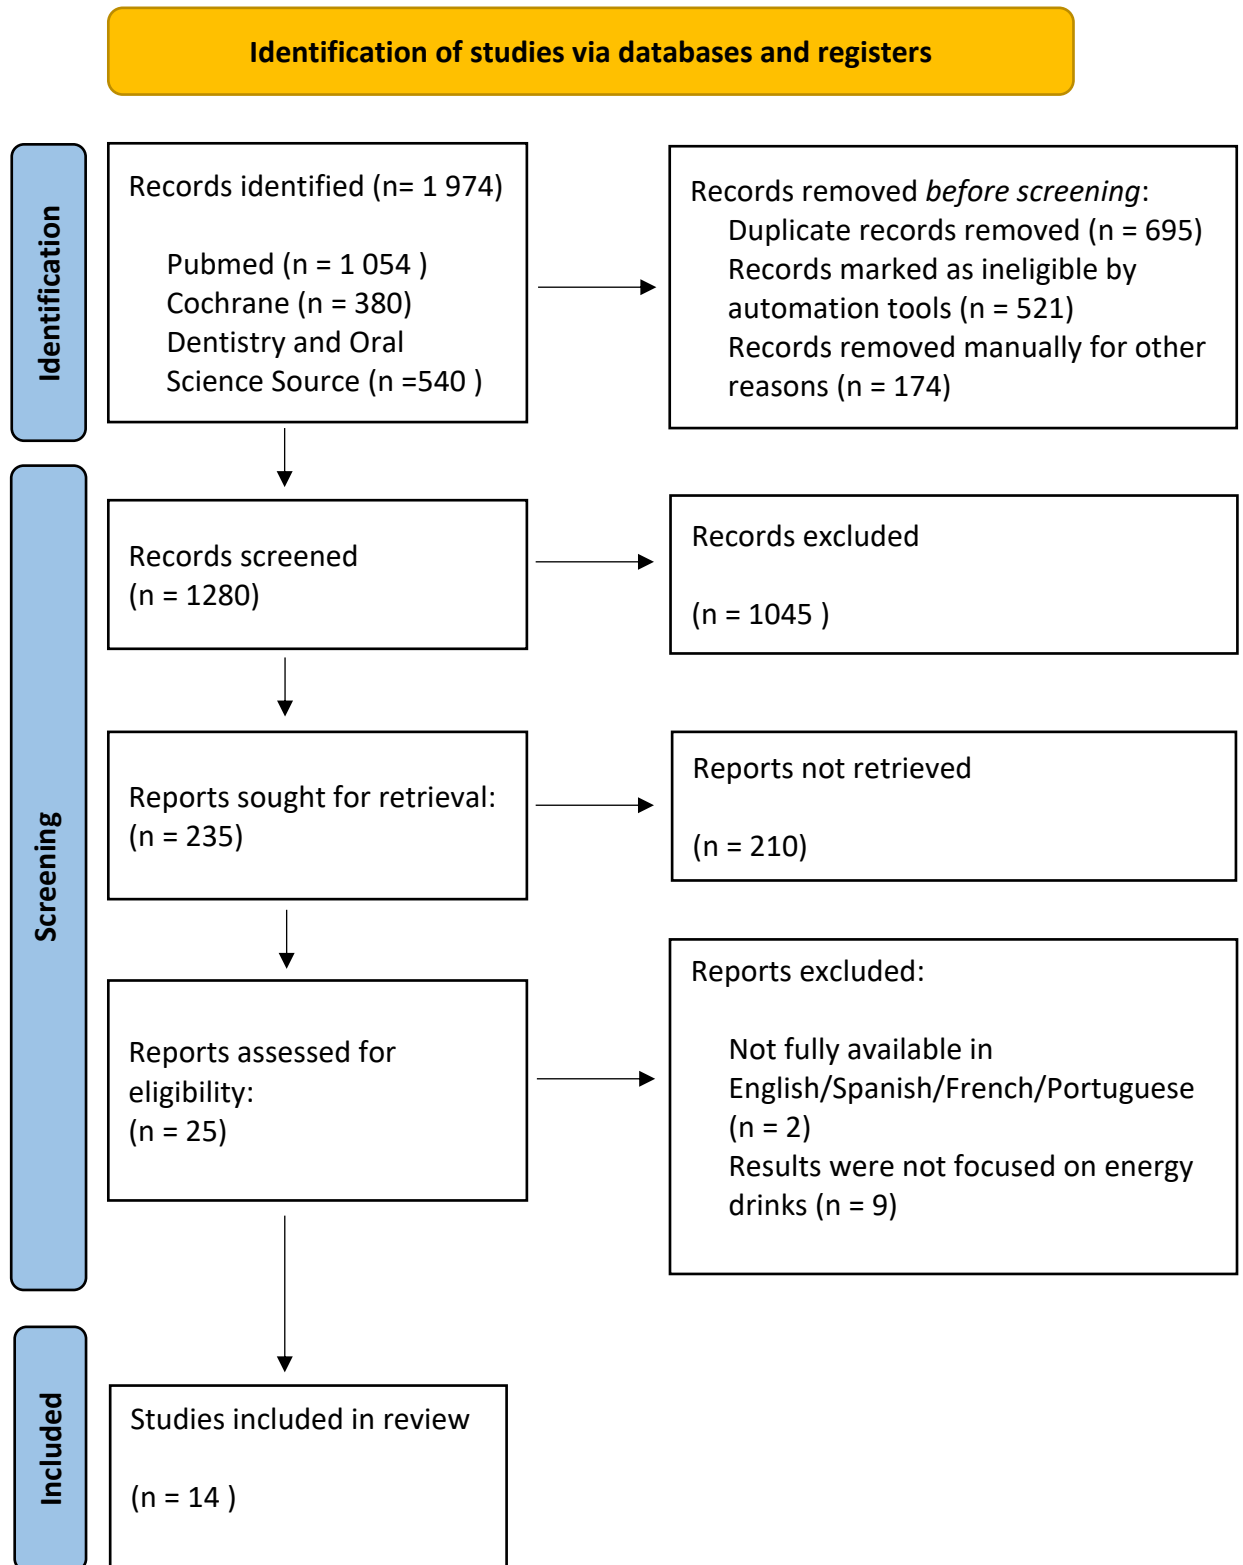 Identification of studies via databases and registers
Identification
Records identified (n= 1 974)
Pubmed (n = 1 054 )
Cochrane (n = 380)
Dentistry and Oral
Science Source (n =540 )
Records removed before screening:
Duplicate records removed (n = 695)
Records marked as ineligible by
automation tools (n = 521)
Records removed manually for other
reasons (n = 174)
Screening
Records screened
(n = 1280)
Records excluded
(n = 1045 )
Reports sought for retrieval:
(n = 235)
Reports not retrieved
(n = 210)
Reports assessed for
eligibility:
(n = 25)
Reports excluded:
Not fully available in
English/Spanish/French/Portuguese
(n = 2)
Results were not focused on energy
drinks (n = 9)
Included
Studies included in review
(n = 14 )